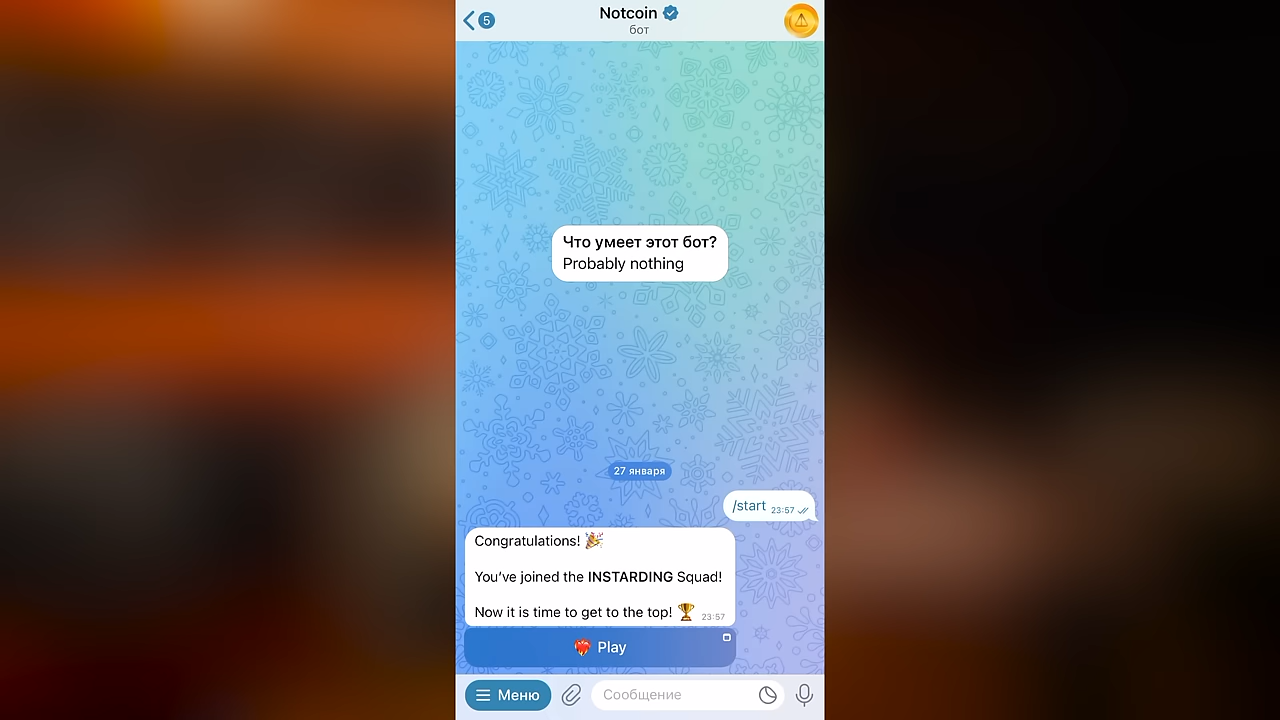 5
Notcoin
бот
Что умеет этот бот?
Probably nothing
27 января
/start 23:57
Congratulations! 🎉
You’ve joined the INSTARDING Squad!
Now it is time to get to the top! 🏆 23:57
❤️‍🔥 Play
Меню
Сообщение